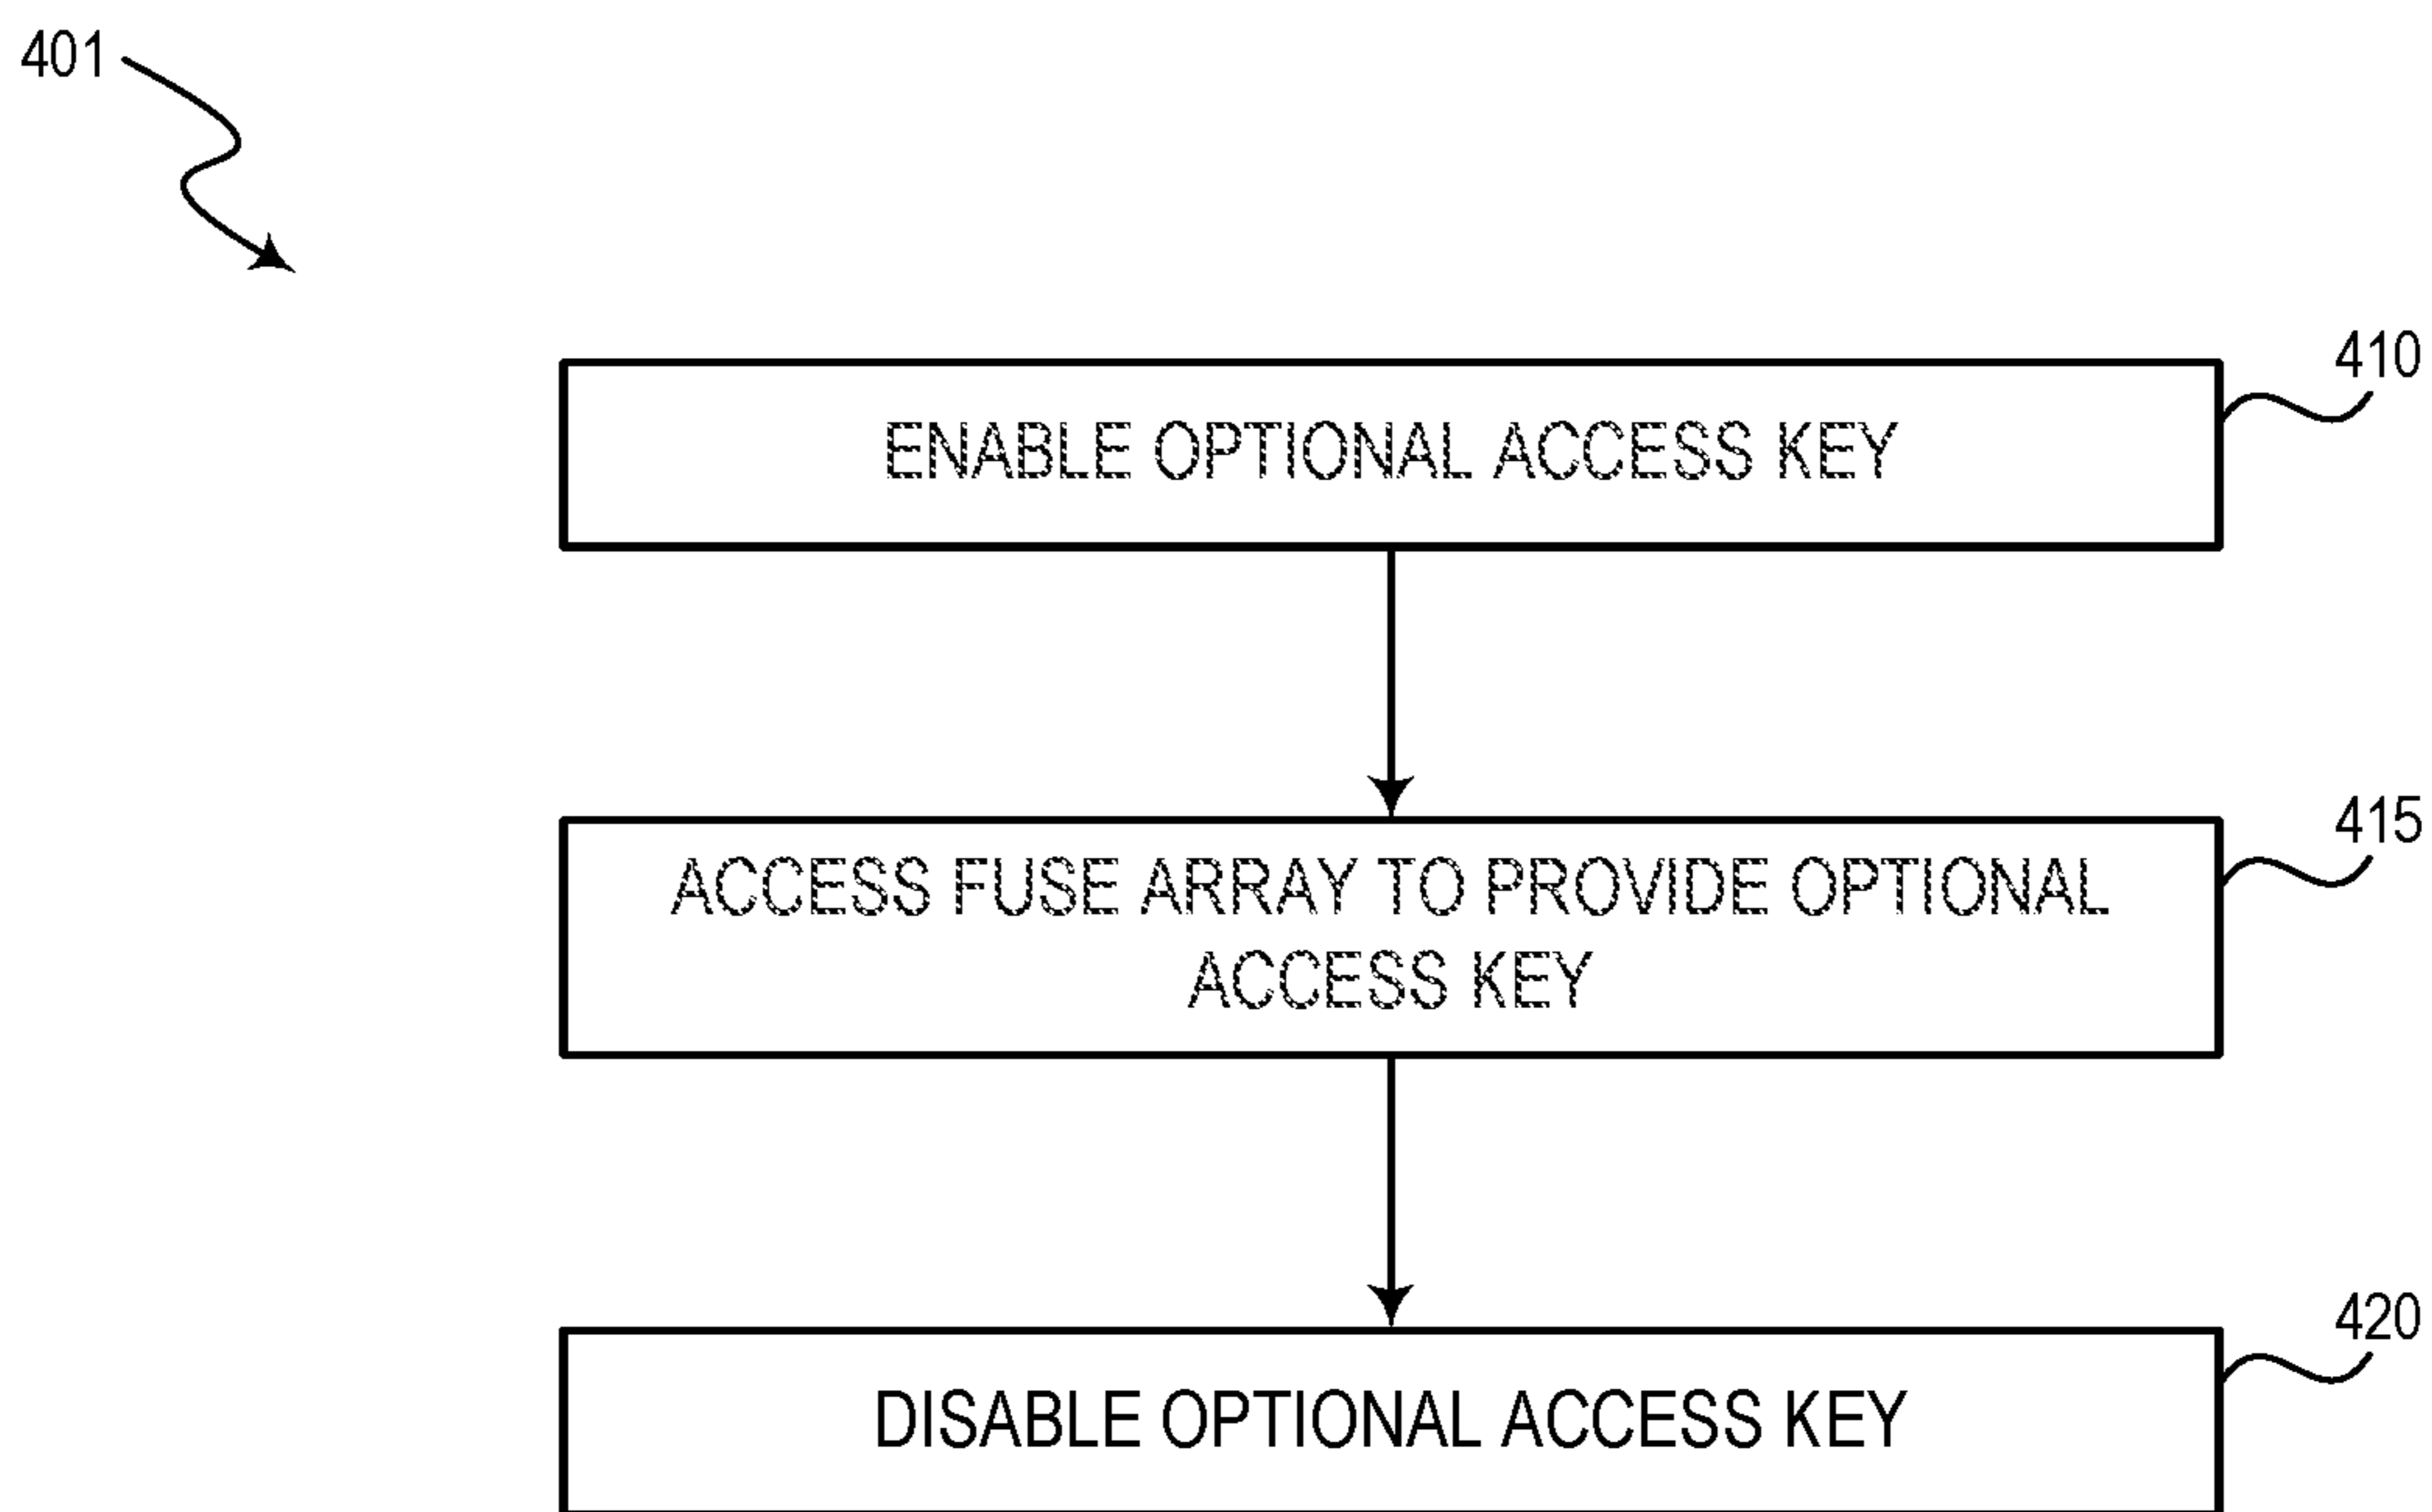 401
410
ENABLE OPTIONAL ACCESS KEY
415
ACCESS FUSE ARRAY TO PROVIDE OPTIONAL
ACCESS KEY
420
DISABLE OPTIONAL ACCESS KEY